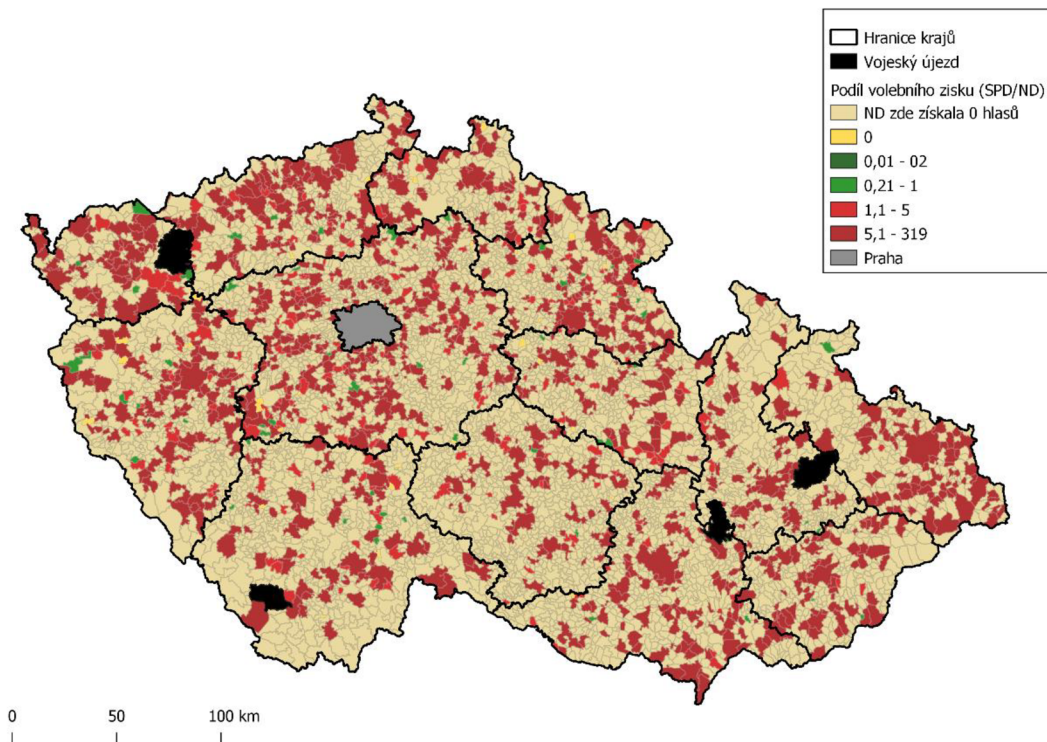 Hranice krajů
Vojeský újezd
Podíl volebního zisku (SPD/ND)
ND zde získala 0 hlasů
0
0,01 - 02
0,21 - 1
1,1 - 5
5,1 - 319
Praha
0 50 100 km